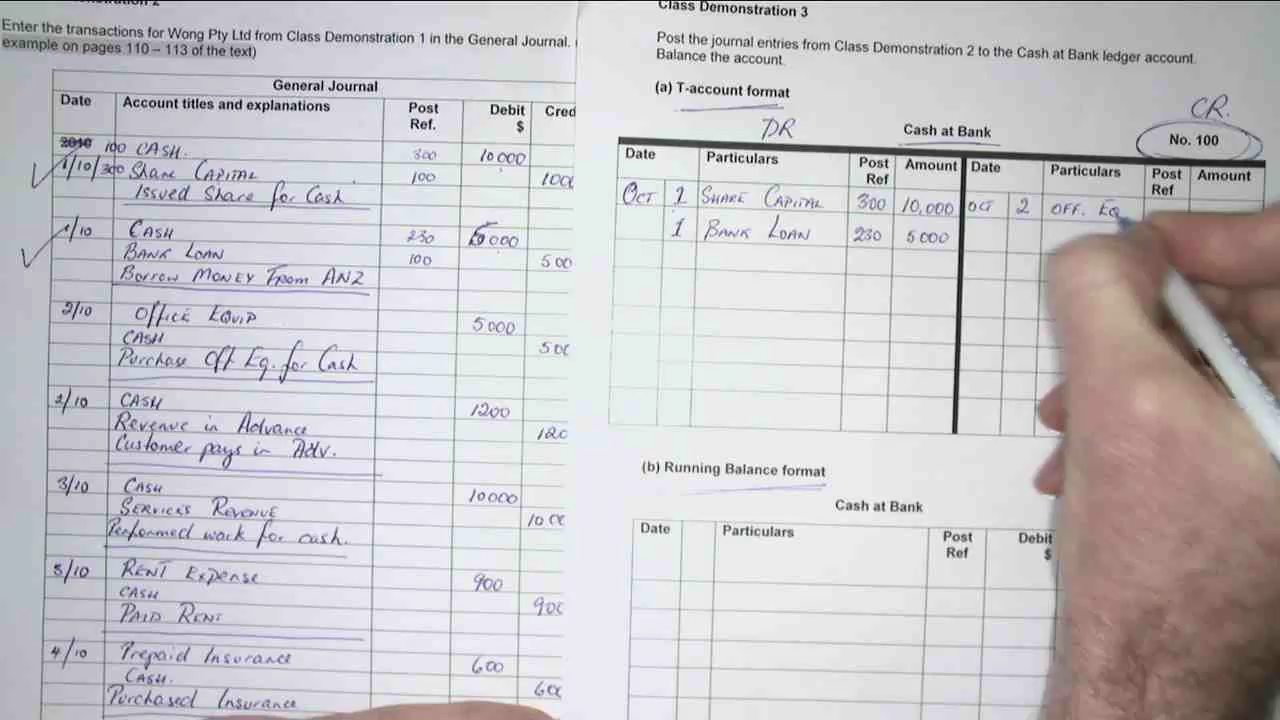 Enter the transactions for Wong Pty Ltd from Class Demonstration 1 in the General Journal.
example on pages 110 – 113 of the text)
General Journal
Date Account titles and explanations Post Ref. Debit $ Cred
2010 100 CASH. 300 10000
1/10/300 Share CAPITAL 100 1000
Issued Share for Cash
1/10 CASH 230 5000
BANK LOAN 100 500
Borrow MONEY From ANZ
2/10 Office EQUIP 5000
CASH 500
Purchase Off Eq. for Cash
2/10 CASH 1200
Revenue in Advance 120
Customer pays in Adv.
3/10 CASH 10000
SERVICES REVENUE 1000
Performed work for cash.
3/10 RENT Expense 900
CASH 900
PAID RENT
4/10 Prepaid Insurance 600
CASH. 600
Purchased Insurance
Class Demonstration 3
Post the journal entries from Class Demonstration 2 to the Cash at Bank ledger account.
Balance the account.
(a) T-account format
DR Cash at Bank CR.
No. 100
Date Particulars Post Ref Amount Date Particulars Post Ref Amount
OCT 1 SHARE CAPITAL 300 10,000 OCT 2 OFF. EQ
1 BANK LOAN 230 5000
(b) Running Balance format
Cash at Bank
Date Particulars Post Ref Debit $